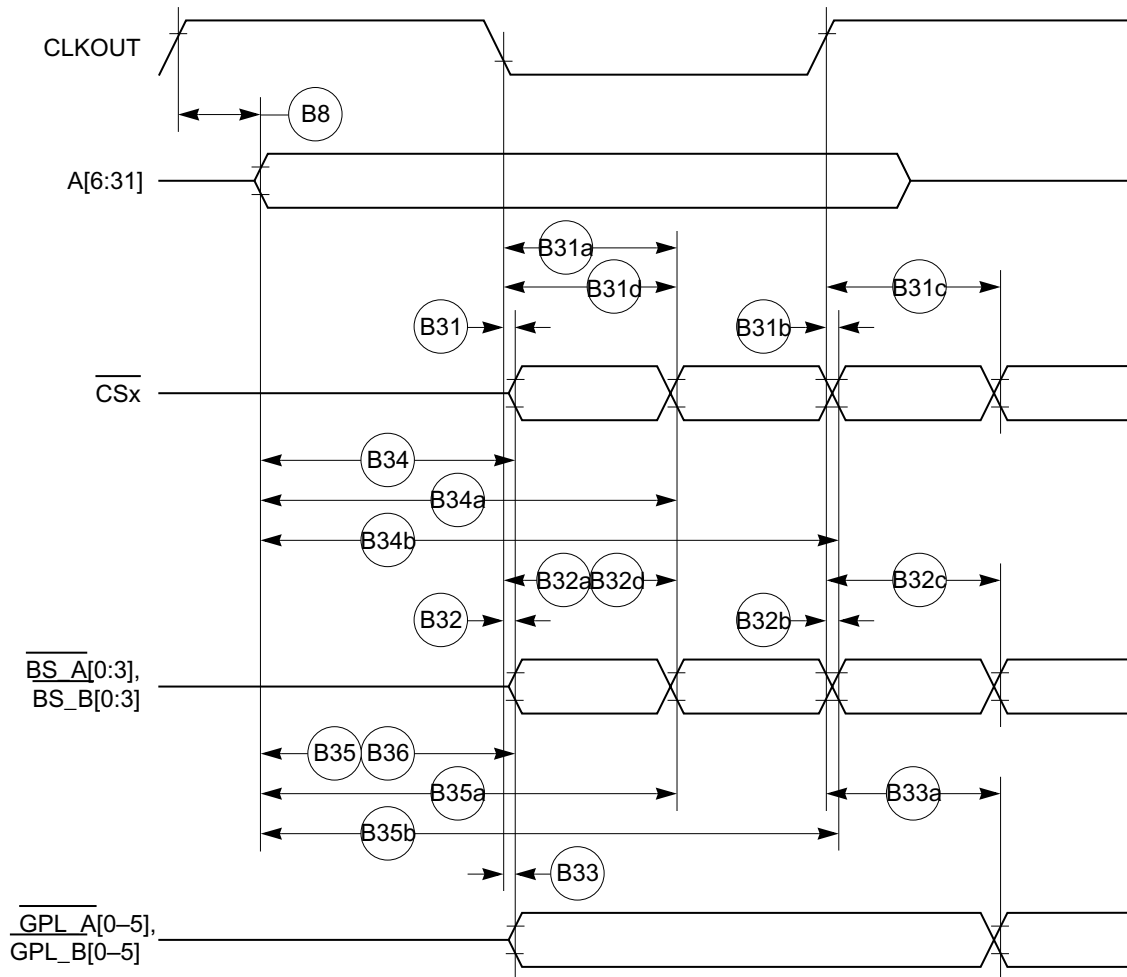 CLKOUT
B8
A[6:31]
B31a
B31d
B31c
B31
B31b
CSx
B34
B34a
B34b
B32a B32d
B32c
B32
B32b
BS_A[0:3],
BS_B[0:3]
B35 B36
B35a
B33a
B35b
B33
GPL_A[0–5],
GPL_B[0–5]